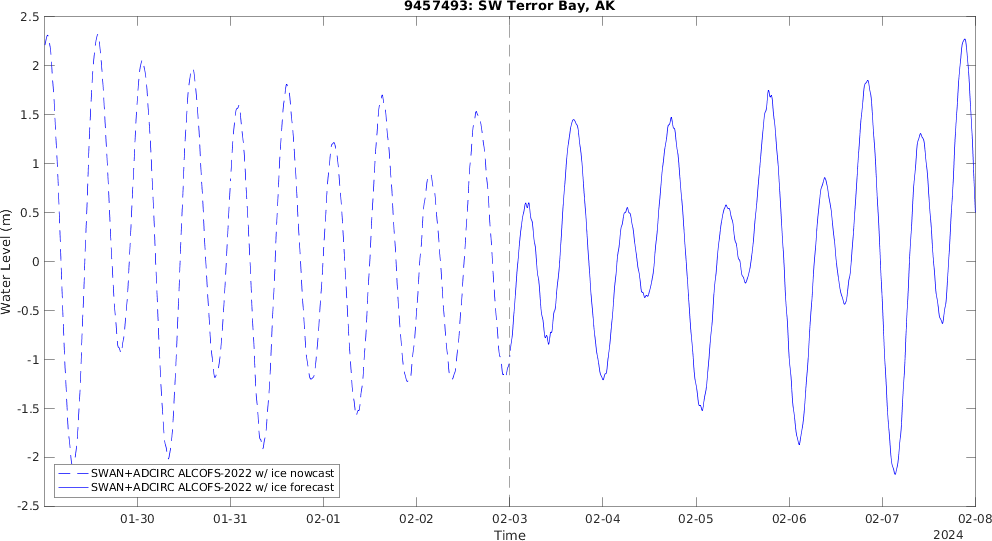 9457493: SW Terror Bay, AK
2.5
2
1.5
1
0.5
0
-0.5
-1
-1.5
-2
-2.5
Water Level (m)
SWAN+ADCIRC ALCOFS-2022 w/ ice nowcast
SWAN+ADCIRC ALCOFS-2022 w/ ice forecast
01-30 01-31 02-01 02-02 02-03 02-04 02-05 02-06 02-07 02-08
Time
2024